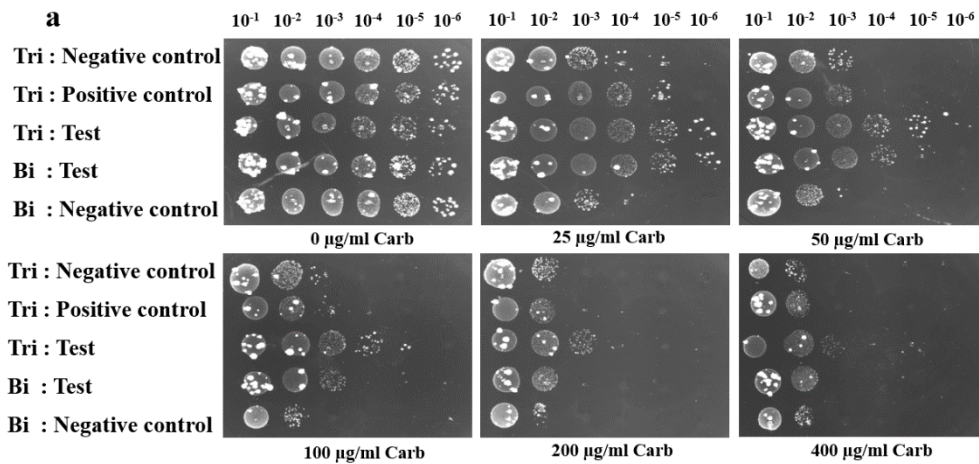 a
10-1 10-2 10-3 10-4 10-5 10-6 10-1 10-2 10-3 10-4 10-5 10-6 10-1 10-2 10-3 10-4 10-5 10-6
Tri : Negative control
Tri : Positive control
Tri : Test
Bi : Test
Bi : Negative control
0 µg/ml Carb 25 µg/ml Carb 50 µg/ml Carb
Tri : Negative control
Tri : Positive control
Tri : Test
Bi : Test
Bi : Negative control
100 µg/ml Carb 200 µg/ml Carb 400 µg/ml Carb